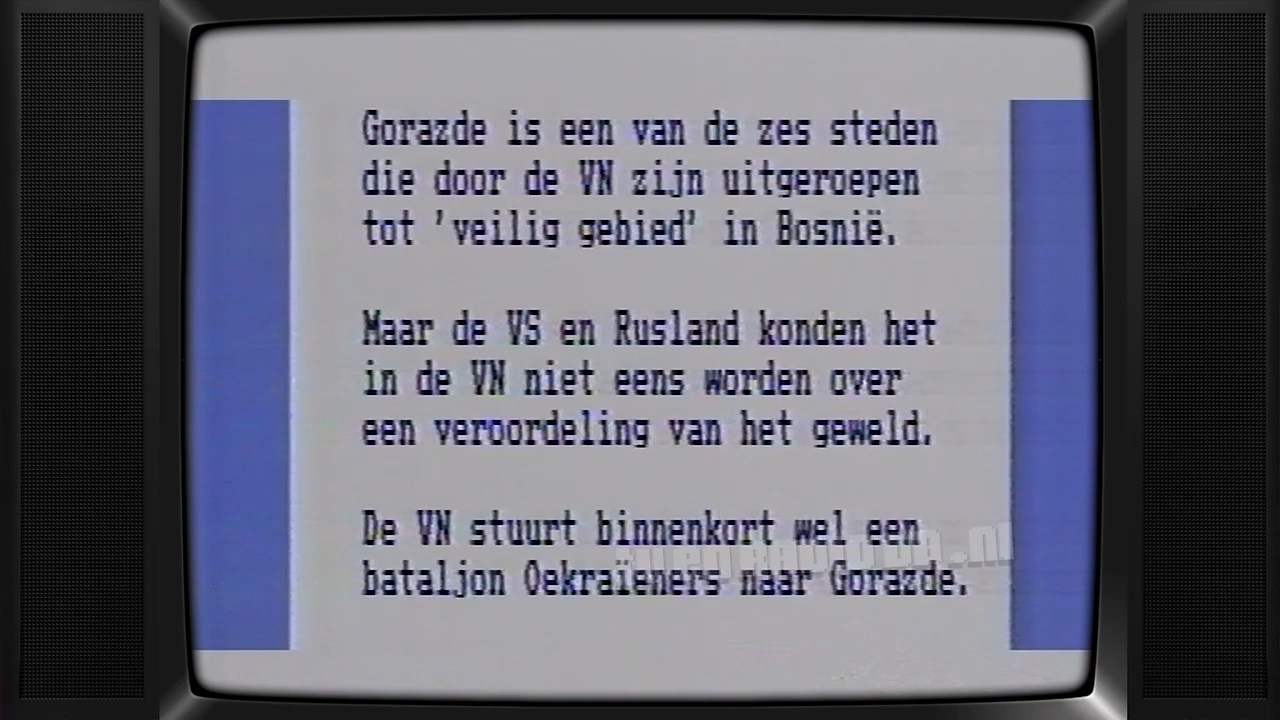 Gorazde is een van de zes steden
die door de VN zijn uitgeroepen
tot 'veilig gebied' in Bosnië.
Maar de VS en Rusland konden het
in de VN niet eens worden over
een veroordeling van het geweld.
De VN stuurt binnenkort wel een
bataljon Oekraïeners naar Gorazde.